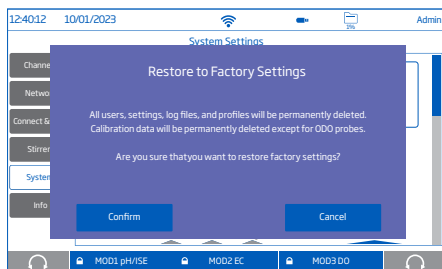 12:40:12 10/01/2023 1% Admin
System Settings
Channe
Netwo
Connect &
Stirrer
System
Info
Restore to Factory Settings
All users, settings, log files, and profiles will be permanently deleted.
Calibration data will be permanently deleted except for ODO probes.
Are you sure thatyou want to restore factory settings?
Confirm Cancel
MOD1 pH/ISE MOD2 EC MOD3 DO